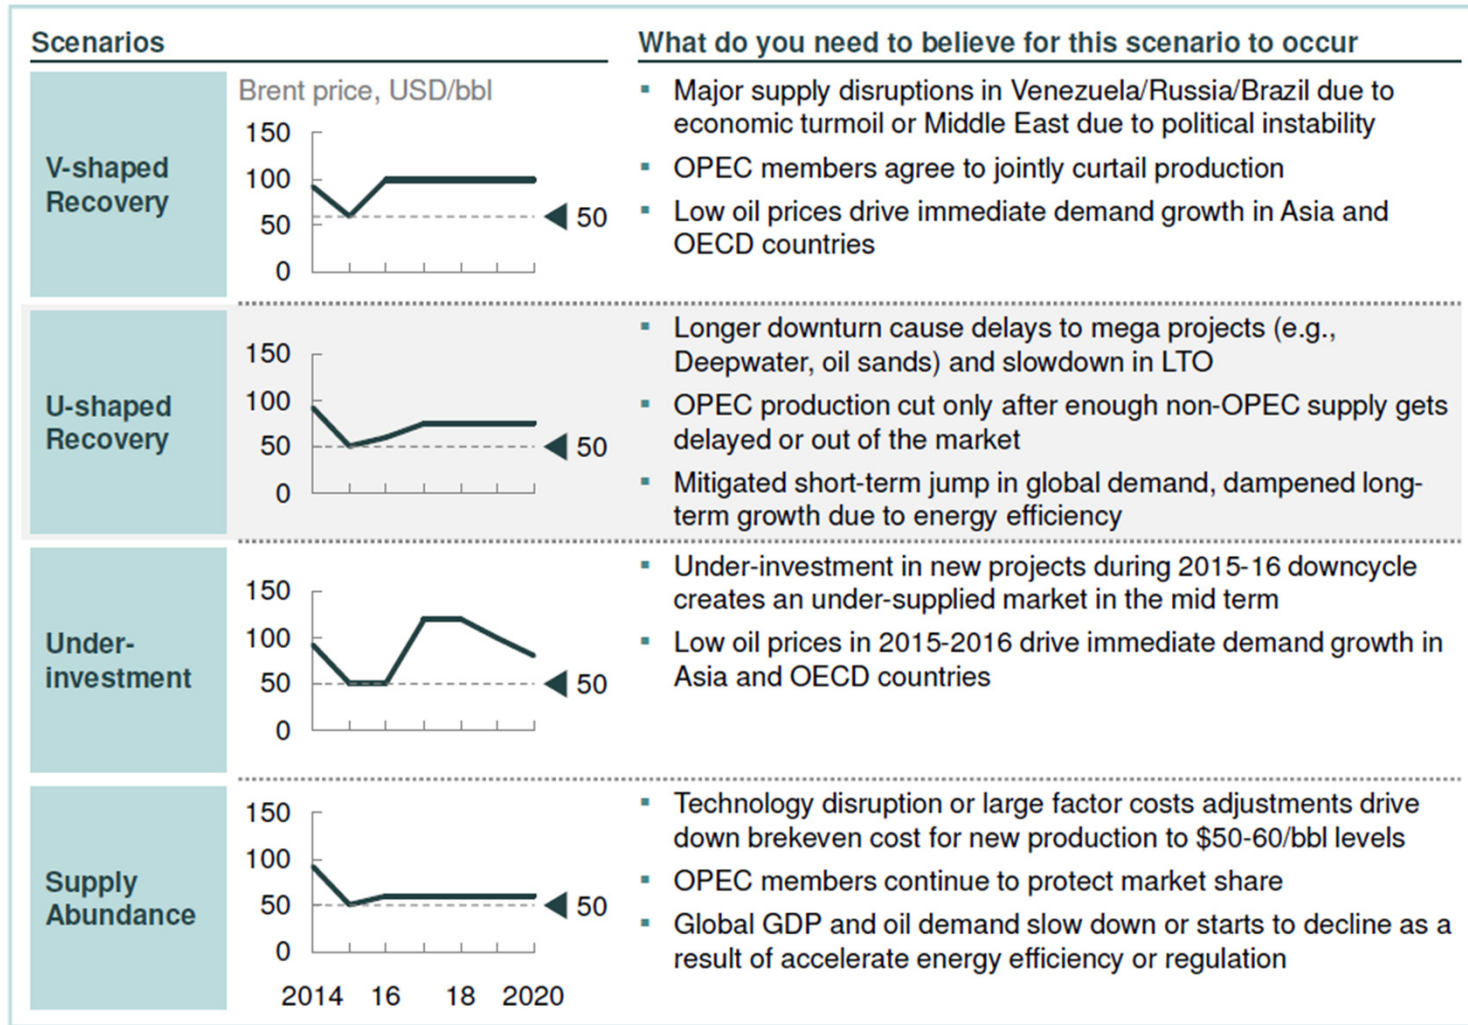 Scenarios
What do you need to believe for this scenario to occur
V-shaped
Recovery
Brent price, USD/bbl
150
100
50
0
50
▪ Major supply disruptions in Venezuela/Russia/Brazil due to
economic turmoil or Middle East due to political instability
▪ OPEC members agree to jointly curtail production
▪ Low oil prices drive immediate demand growth in Asia and
OECD countries
U-shaped
Recovery
150
100
50
0
50
▪ Longer downturn cause delays to mega projects (e.g.,
Deepwater, oil sands) and slowdown in LTO
▪ OPEC production cut only after enough non-OPEC supply gets
delayed or out of the market
▪ Mitigated short-term jump in global demand, dampened long-
term growth due to energy efficiency
Under-
investment
150
100
50
0
50
▪ Under-investment in new projects during 2015-16 downcycle
creates an under-supplied market in the mid term
▪ Low oil prices in 2015-2016 drive immediate demand growth in
Asia and OECD countries
Supply
Abundance
150
100
50
0
50
2014 16 18 2020
▪ Technology disruption or large factor costs adjustments drive
down brekeven cost for new production to $50-60/bbl levels
▪ OPEC members continue to protect market share
▪ Global GDP and oil demand slow down or starts to decline as a
result of accelerate energy efficiency or regulation